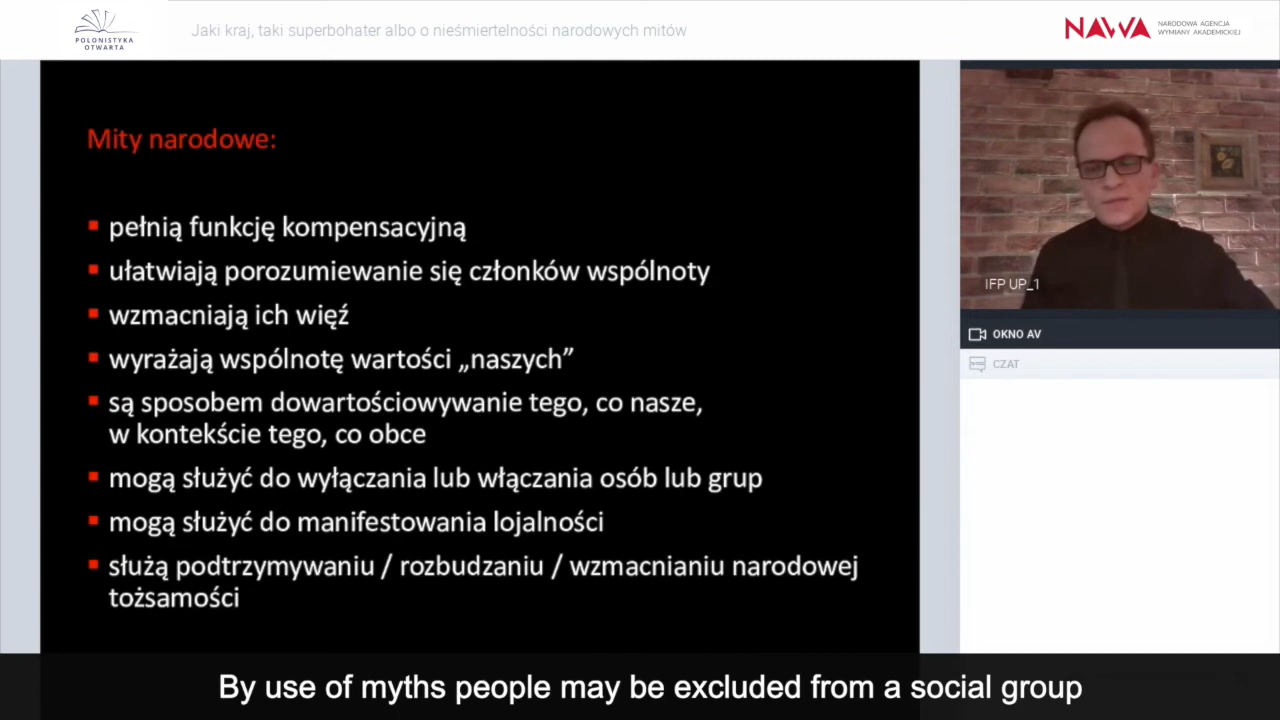 POLONISTYKA
OTWARTA
Jaki kraj, taki superbohater albo o nieśmiertelności narodowych mitów
NAWA
NARODOWA AGENCJA
WYMIANY AKADEMICKIEJ
Mity narodowe:
pełnią funkcję kompensacyjną
ułatwiają porozumiewanie się członków wspólnoty
wzmacniają ich więź
wyrażają wspólnotę wartości „naszych”
są sposobem dowartościowywanie tego, co nasze,
w kontekście tego, co obce
mogą służyć do wyłączania lub włączania osób lub grup
mogą służyć do manifestowania lojalności
służą podtrzymywaniu / rozbudzaniu / wzmacnianiu narodowej
tożsamości
IFP UP_1
OKNO AV
CZAT
By use of myths people may be excluded from a social group